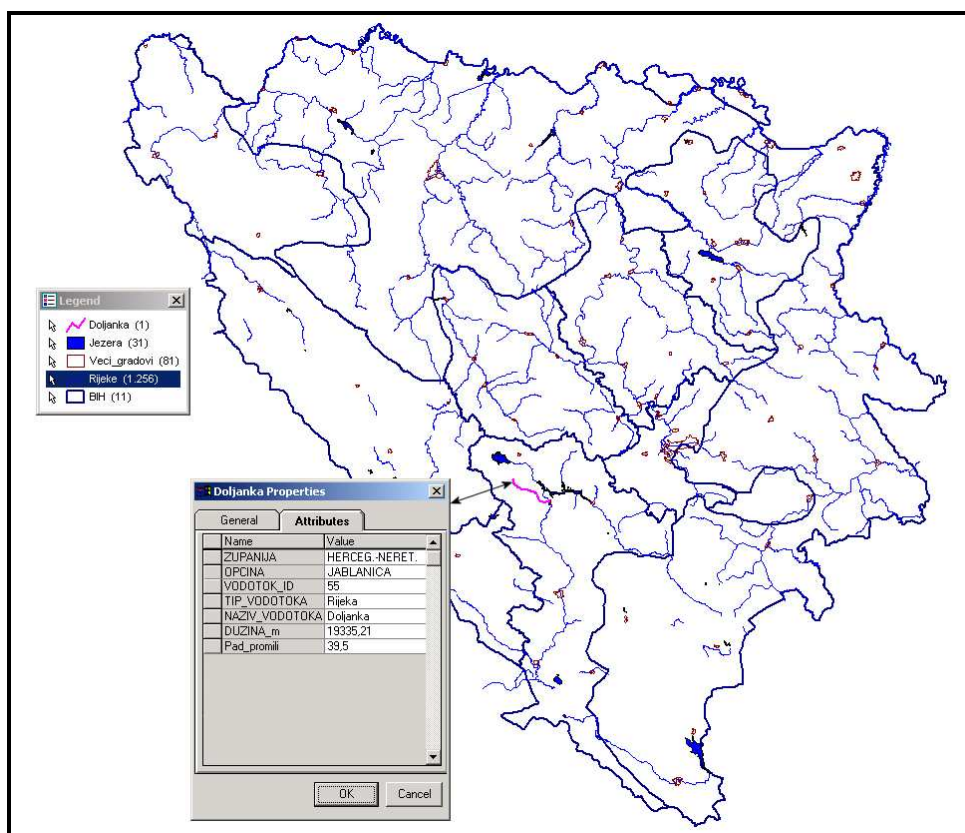 Legend
Doljanka (1)
Jezera (31)
Veci_gradovi (81)
Rijeke (1.256)
BIH (11)
Doljanka Properties
General Attributes
Name Value
ZUPANIJA HERCEG.-NERET.
OPCINA JABLANICA
VODOTOK_ID 55
TIP_VODOTOKA Rijeka
NAZIV_VODOTOKA Doljanka
DUZINA_m 19335,21
Pad_promili 39,5
OK Cancel